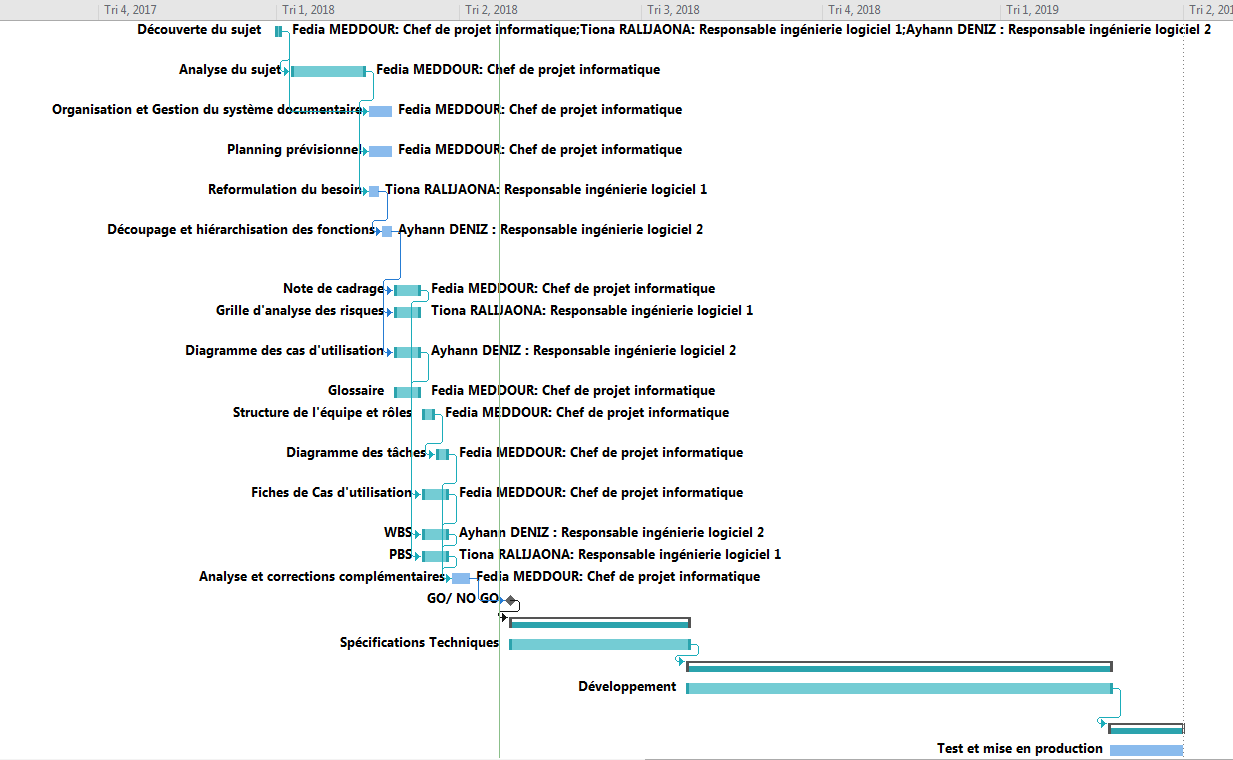 Tri 4, 2017 Tri 1, 2018 Tri 2, 2018 Tri 3, 2018 Tri 4, 2018 Tri 1, 2019 Tri 2, 201
Découverte du sujet Fedia MEDDOUR: Chef de projet informatique;Tiona RALIJAONA: Responsable ingénierie logiciel 1;Ayhann DENIZ : Responsable ingénierie logiciel 2
Analyse du sujet Fedia MEDDOUR: Chef de projet informatique
Organisation et Gestion du système documentaire Fedia MEDDOUR: Chef de projet informatique
Planning prévisionnel Fedia MEDDOUR: Chef de projet informatique
Reformulation du besoin Tiona RALIJAONA: Responsable ingénierie logiciel 1
Découpage et hiérarchisation des fonctions Ayhann DENIZ : Responsable ingénierie logiciel 2
Note de cadrage Fedia MEDDOUR: Chef de projet informatique
Grille d'analyse des risques Tiona RALIJAONA: Responsable ingénierie logiciel 1
Diagramme des cas d'utilisation Ayhann DENIZ : Responsable ingénierie logiciel 2
Glossaire Fedia MEDDOUR: Chef de projet informatique
Structure de l'équipe et rôles Fedia MEDDOUR: Chef de projet informatique
Diagramme des tâches Fedia MEDDOUR: Chef de projet informatique
Fiches de Cas d'utilisation Fedia MEDDOUR: Chef de projet informatique
WBS Ayhann DENIZ : Responsable ingénierie logiciel 2
PBS Tiona RALIJAONA: Responsable ingénierie logiciel 1
Analyse et corrections complémentaires Fedia MEDDOUR: Chef de projet informatique
GO/ NO GO
Spécifications Techniques
Développement
Test et mise en production